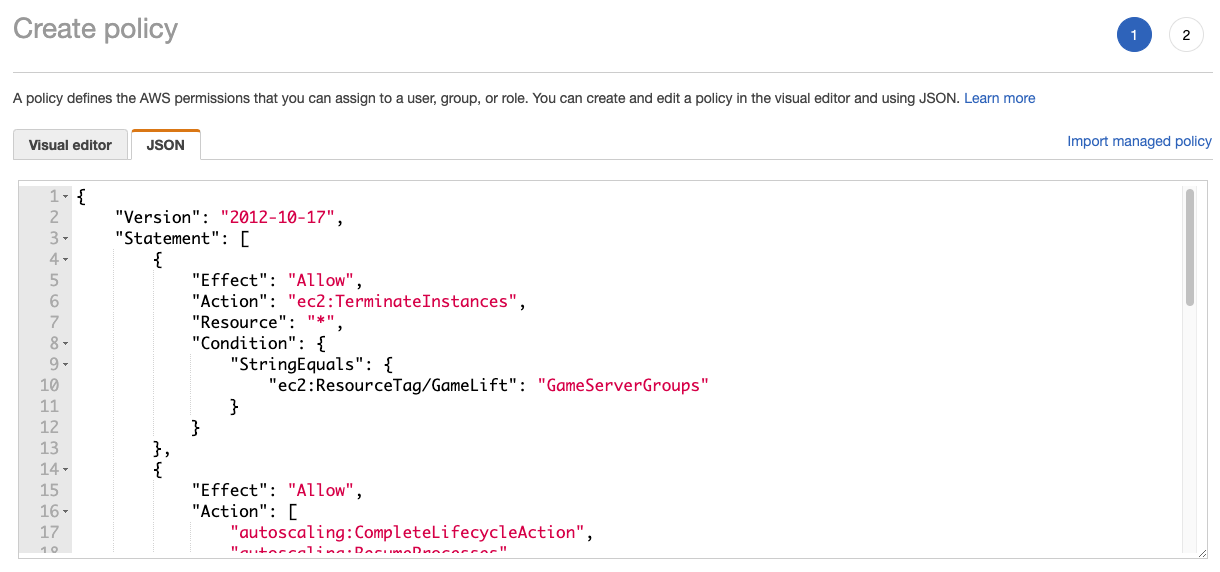 Create policy
1 2
A policy defines the AWS permissions that you can assign to a user, group, or role. You can create and edit a policy in the visual editor and using JSON. Learn more
Visual editor JSON Import managed policy
1 {
2 "Version": "2012-10-17",
3 "Statement": [
4 {
5 "Effect": "Allow",
6 "Action": "ec2:TerminateInstances",
7 "Resource": "*",
8 "Condition": {
9 "StringEquals": {
10 "ec2:ResourceTag/GameLift": "GameServerGroups"
11 }
12 }
13 },
14 {
15 "Effect": "Allow",
16 "Action": [
17 "autoscaling:CompleteLifecycleAction",
18 "autoscaling:ResumeProcesses"